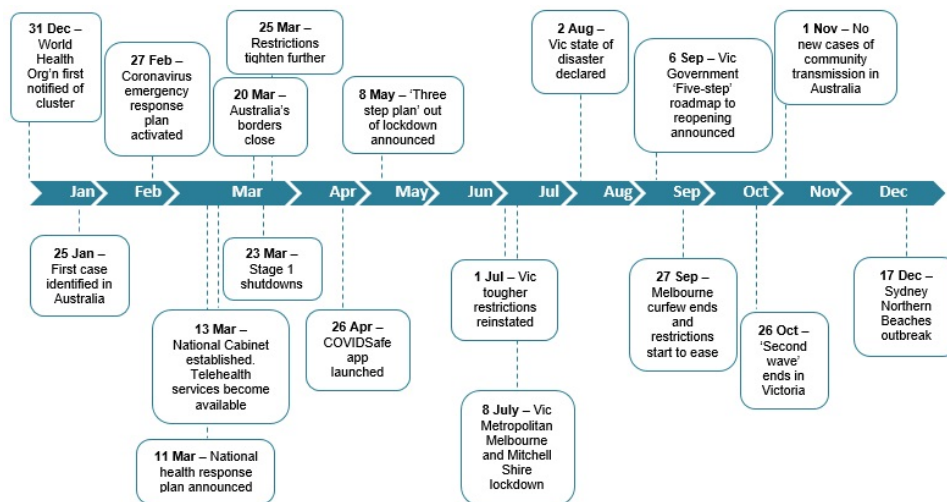 31 Dec –
World
Health
Org'n first
notified of
cluster
27 Feb –
Coronavirus
emergency
response
plan
activated
25 Mar –
Restrictions
tighten further
20 Mar –
Australia's
borders
close
8 May – 'Three
step plan' out
of lockdown
announced
2 Aug –
Vic state of
disaster
declared
6 Sep – Vic
Government
'Five-step'
roadmap to
reopening
announced
1 Nov – No
new cases of
community
transmission in
Australia
Jan Feb Mar Apr May Jun Jul Aug Sep Oct Nov Dec
25 Jan –
First case
identified in
Australia
23 Mar –
Stage 1
shutdowns
13 Mar –
National Cabinet
established.
Telehealth
services become
available
11 Mar – National
health response
plan announced
26 Apr –
COVIDSafe
app
launched
1 Jul – Vic
tougher
restrictions
reinstated
8 July – Vic
Metropolitan
Melbourne
and Mitchell
Shire
lockdown
27 Sep –
Melbourne
curfew ends
and
restrictions
start to ease
26 Oct –
'Second
wave'
ends in
Victoria
17 Dec –
Sydney
Northern
Beaches
outbreak